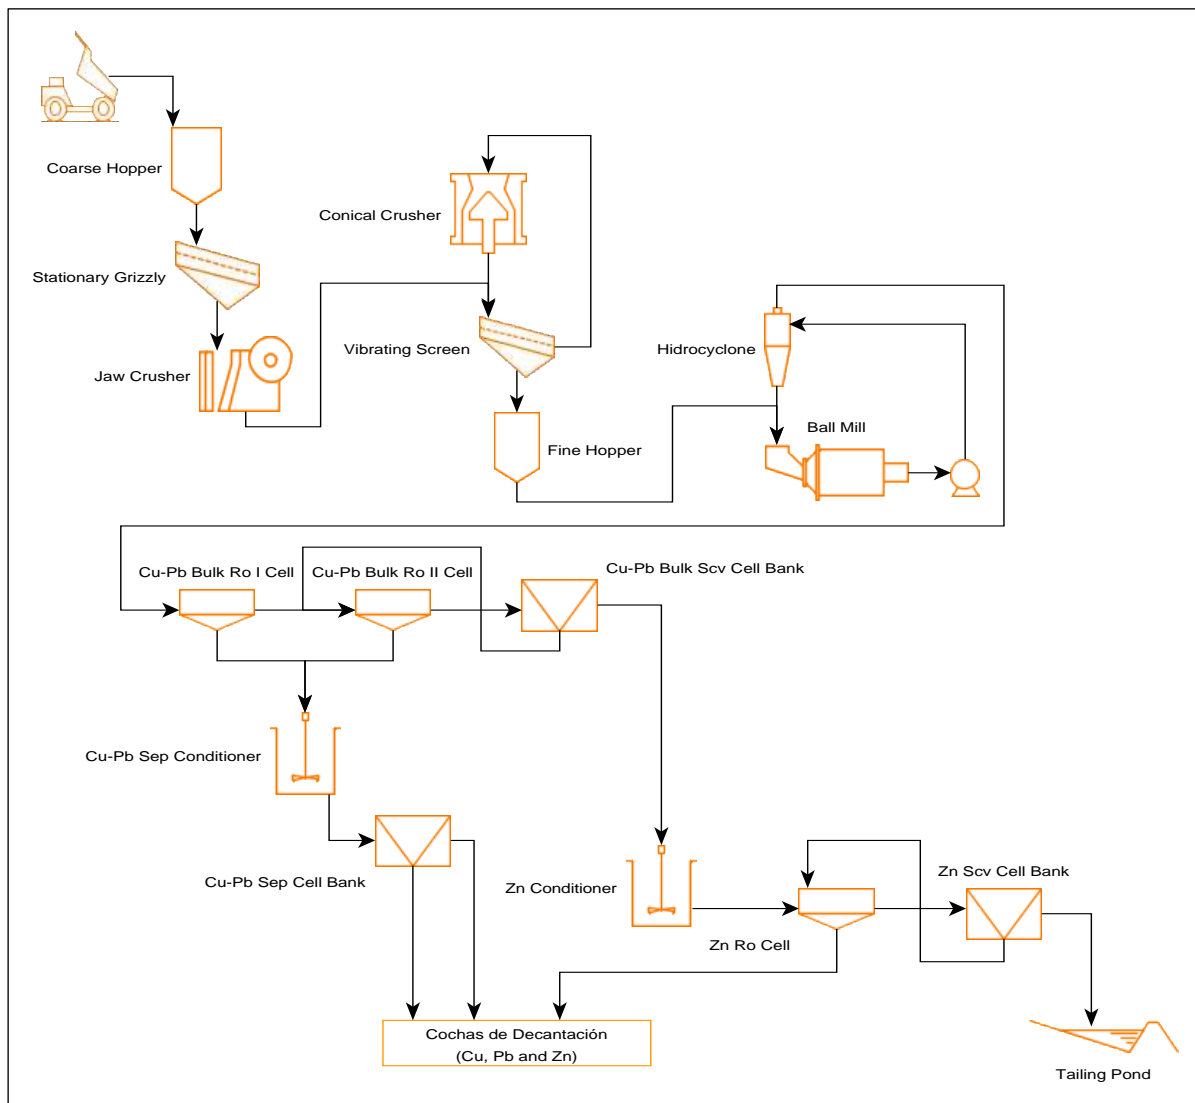 Coarse Hopper
Conical Crusher
Stationary Grizzly
Vibrating Screen
Hidrocyclone
Jaw Crusher
Ball Mill
Fine Hopper
Cu-Pb Bulk Ro I Cell
Cu-Pb Bulk Ro II Cell
Cu-Pb Bulk Scv Cell Bank
Cu-Pb Sep Conditioner
Cu-Pb Sep Cell Bank
Zn Conditioner
Zn Scv Cell Bank
Zn Ro Cell
Cochas de Decantación
(Cu, Pb and Zn)
Tailing Pond